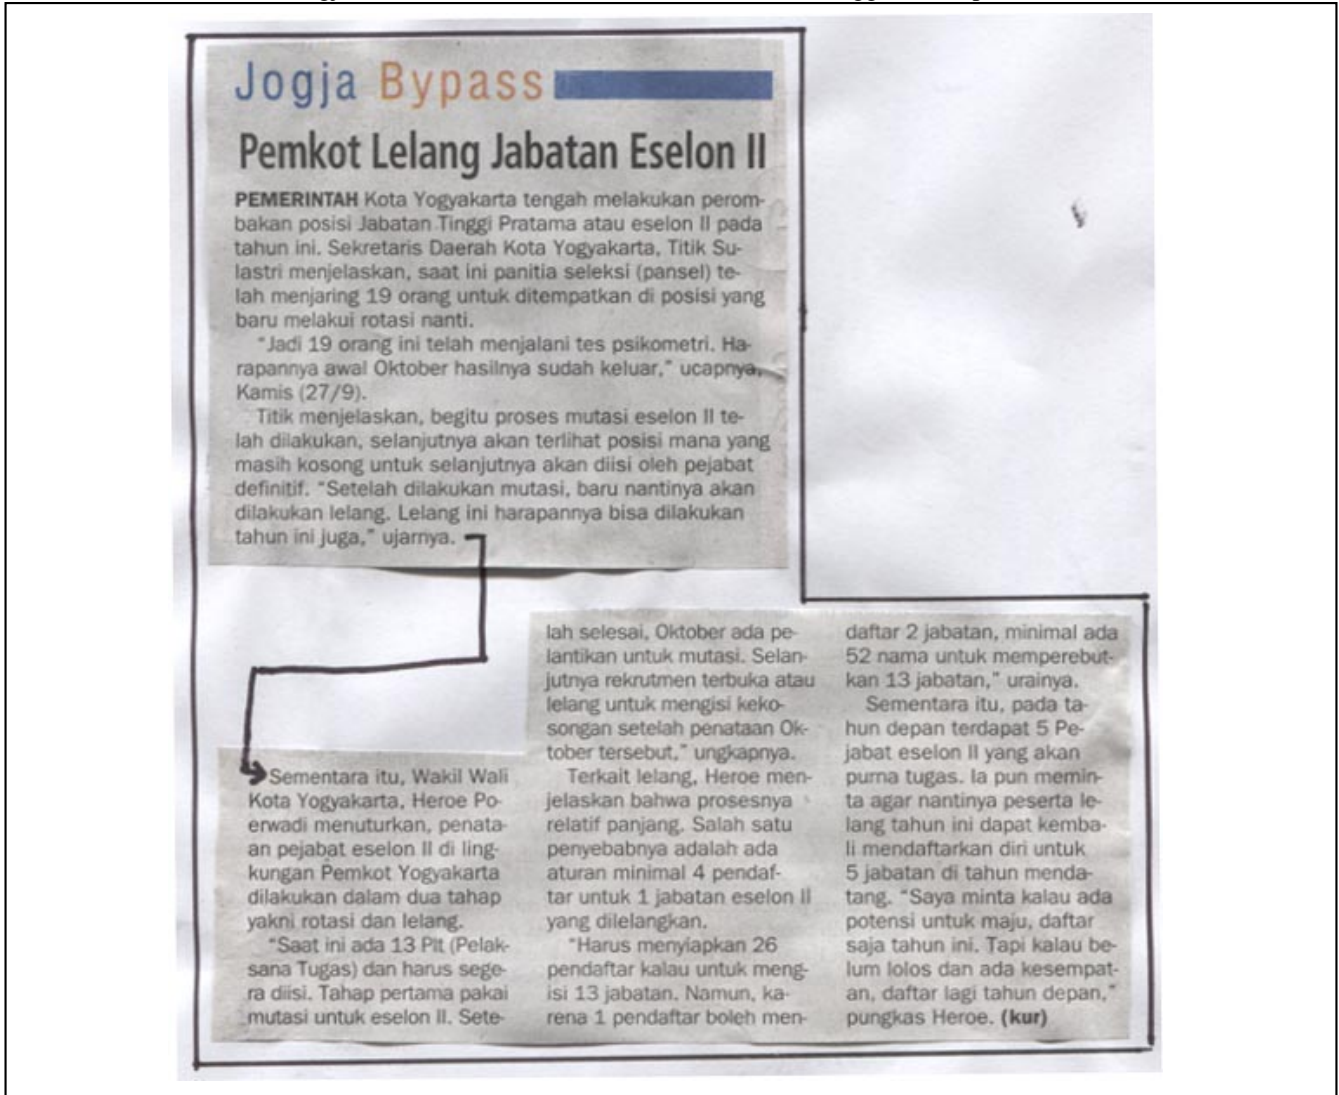 Jogja Bypass
Pemkot Lelang Jabatan Eselon II
PEMERINTAH Kota Yogyakarta tengah melakukan perom-
bakan posisi Jabatan Tinggi Pratama atau eselon II pada
tahun ini. Sekretaris Daerah Kota Yogyakarta, Titik Su-
lastri menjelaskan, saat ini panitia seleksi (pansel) te-
lah menjaring 19 orang untuk ditempatkan di posisi yang
baru melakui rotasi nanti.
"Jadi 19 orang ini telah menjalani tes psikometri. Ha-
rapannya awal Oktober hasilnya sudah keluar," ucapnya,
Kamis (27/9).
Titik menjelaskan, begitu proses mutasi eselon II te-
lah dilakukan, selanjutnya akan terlihat posisi mana yang
masih kosong untuk selanjutnya akan diisi oleh pejabat
definitif. "Setelah dilakukan mutasi, baru nantinya akan
dilakukan lelang. Lelang ini harapannya bisa dilakukan
tahun ini juga," ujarnya.
Sementara itu, Wakil Wali
Kota Yogyakarta, Heroe Po-
erwadi menuturkan, penata-
an pejabat eselon II di ling-
kungan Pemkot Yogyakarta
dilakukan dalam dua tahap
yakni rotasi dan lelang.
"Saat ini ada 13 Plt (Pelak-
sana Tugas) dan harus sege-
ra diisi. Tahap pertama pakai
mutasi untuk eselon II. Sete-
lah selesai, Oktober ada pe-
lantikan untuk mutasi. Selan-
jutnya rekrutmen terbuka atau
lelang untuk mengisi keko-
songan setelah penataan Ok-
tober tersebut," ungkapnya.
Terkait lelang, Heroe men-
jelaskan bahwa prosesnya
relatif panjang. Salah satu
penyebabnya adalah ada
aturan minimal 4 pendaf-
tar untuk 1 jabatan eselon II
yang dilelangkan.
"Harus menyiapkan 26
pendaftar kalau untuk meng-
isi 13 jabatan. Namun, ka-
rena 1 pendaftar boleh men-
daftar 2 jabatan, minimal ada
52 nama untuk memperebut-
kan 13 jabatan," urainya.
Sementara itu, pada ta-
hun depan terdapat 5 Pe-
jabat eselon II yang akan
purna tugas. Ia pun memin-
ta agar nantinya peserta le-
lang tahun ini dapat kemba-
li mendaftarkan diri untuk
5 jabatan di tahun menda-
tang. "Saya minta kalau ada
potensi untuk maju, daftar
saja tahun ini. Tapi kalau be-
lum lolos dan ada kesempat-
an, daftar lagi tahun depan,"
pungkas Heroe. (kur)